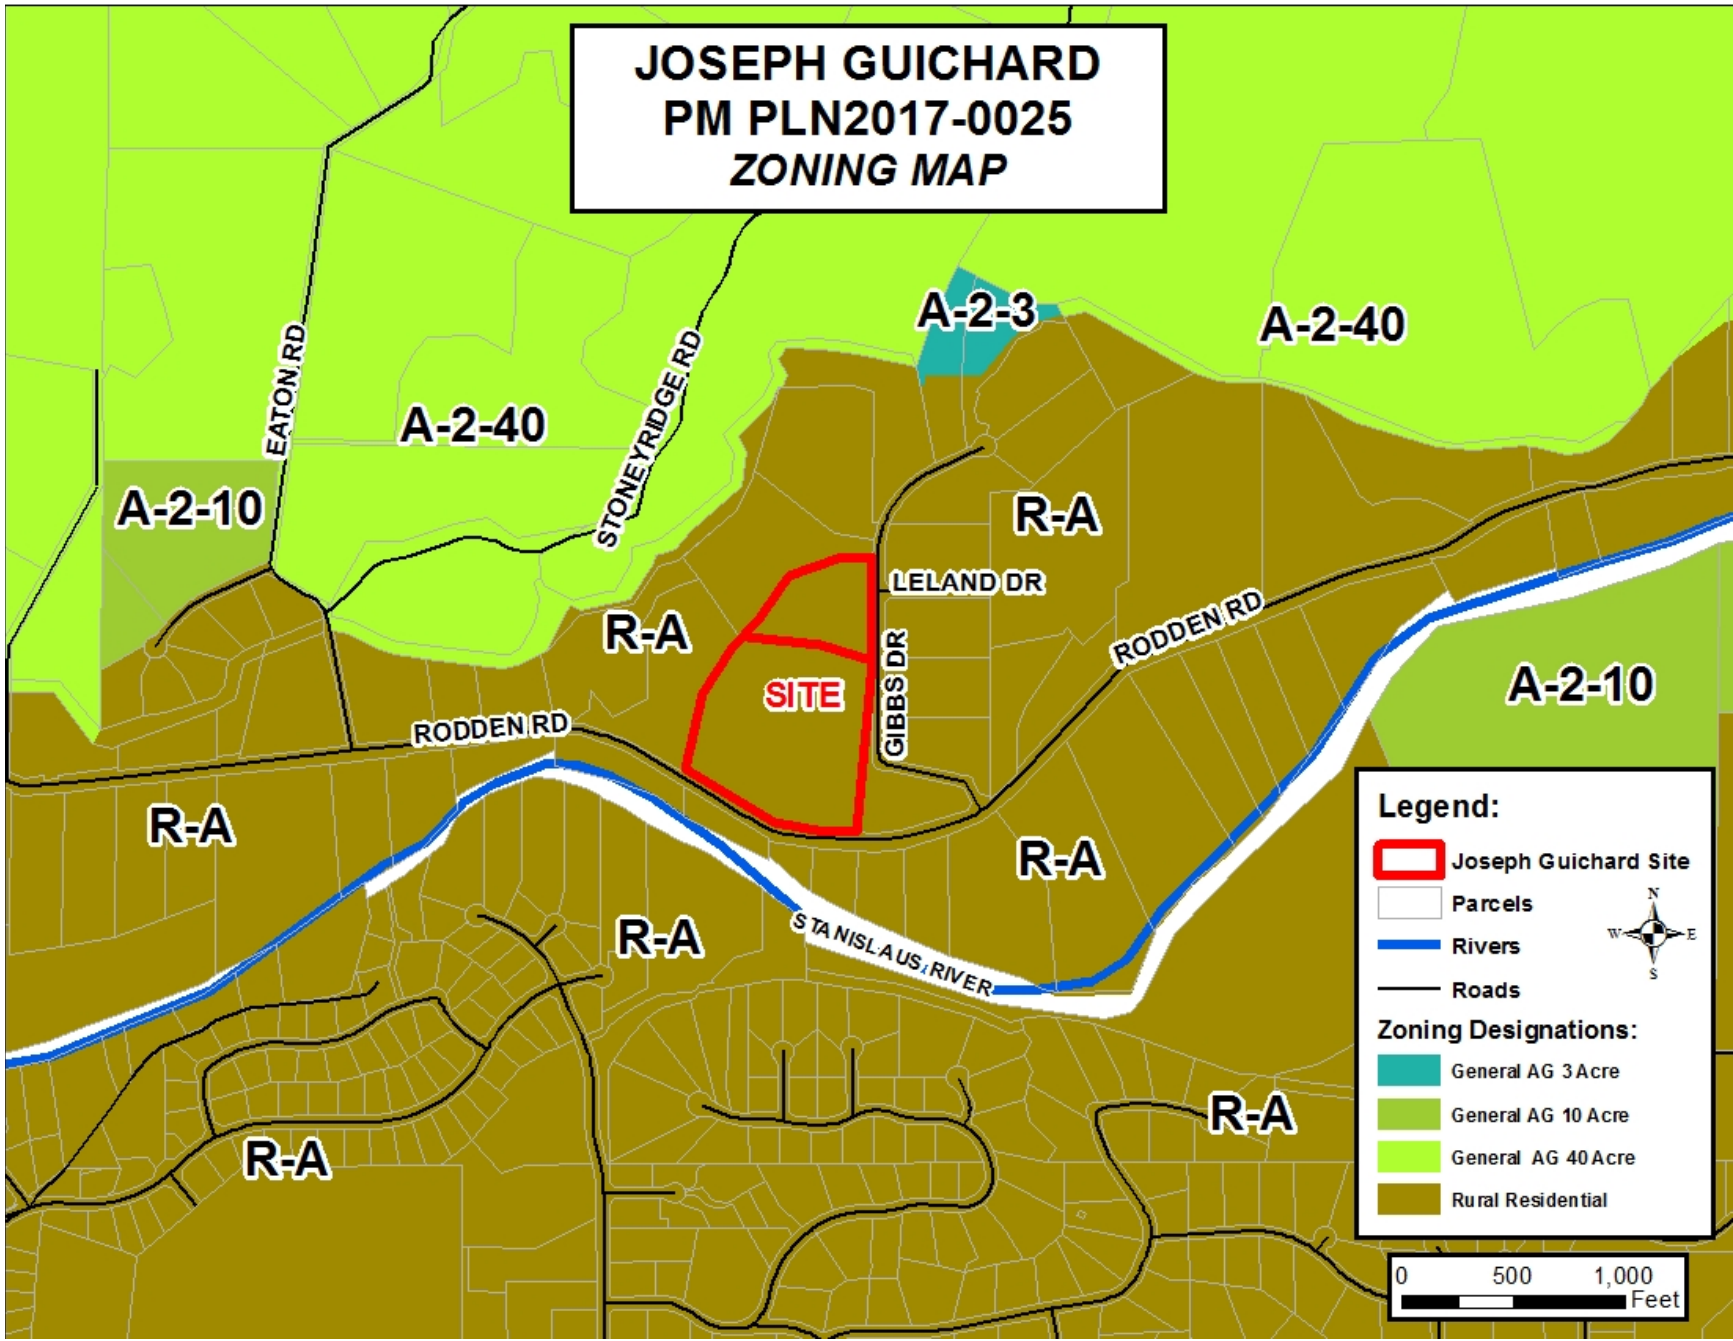 JOSEPH GUICHARD
PM PLN2017-0025
ZONING MAP
A-2-3
A-2-40
EATON RD
A-2-40
STONEYRIDGE RD
A-2-10
R-A
LELAND DR
R-A
RODDEN RD
GIBBS DR
SITE
A-2-10
RODDEN RD
R-A
R-A
R-A
STANISLAUS RIVER
R-A
R-A
Legend:
Joseph Guichard Site
Parcels
Rivers
Roads
N
W E
S
Zoning Designations:
General AG 3 Acre
General AG 10 Acre
General AG 40 Acre
Rural Residential
0 500 1,000
Feet